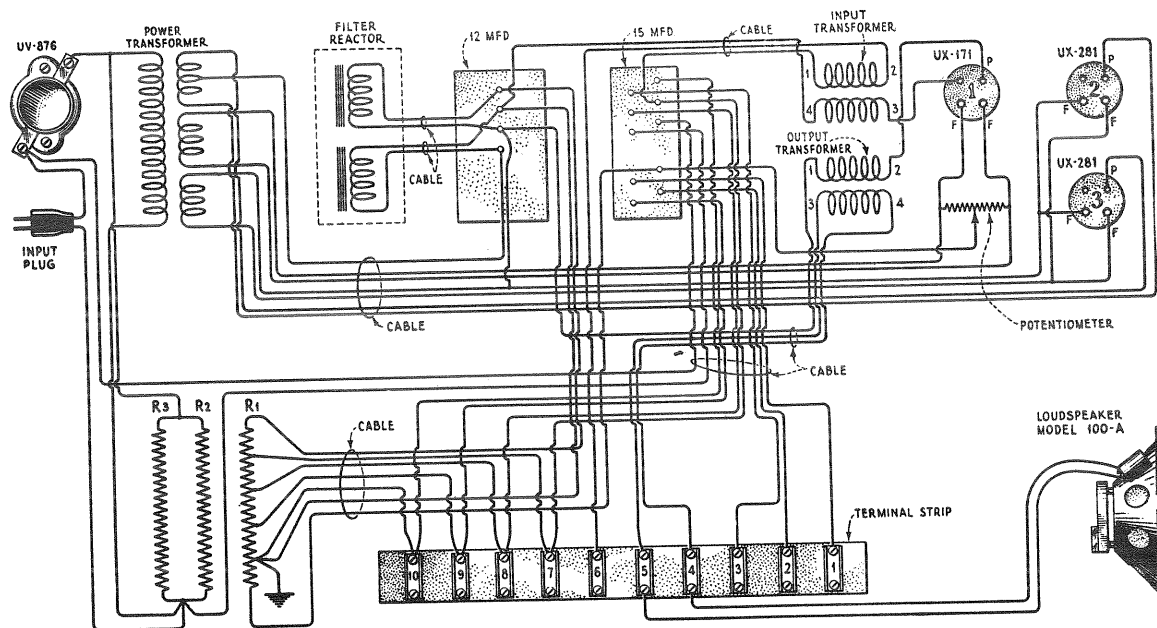 UV-876
POWER
TRANSFORMER
FILTER
REACTOR
12 MFD
15 MFD
CABLE
INPUT
TRANSFORMER
UX-171
UX-281
1
2
4
3
P
1
F
F
P
2
F
F
CABLE
OUTPUT
TRANSFORMER
1
2
3
4
UX-281
P
3
F
F
INPUT
PLUG
CABLE
POTENTIOMETER
CABLE
R3
R2
R1
CABLE
LOUDSPEAKER
MODEL 100-A
TERMINAL STRIP
10
9
8
7
6
5
4
3
2
1